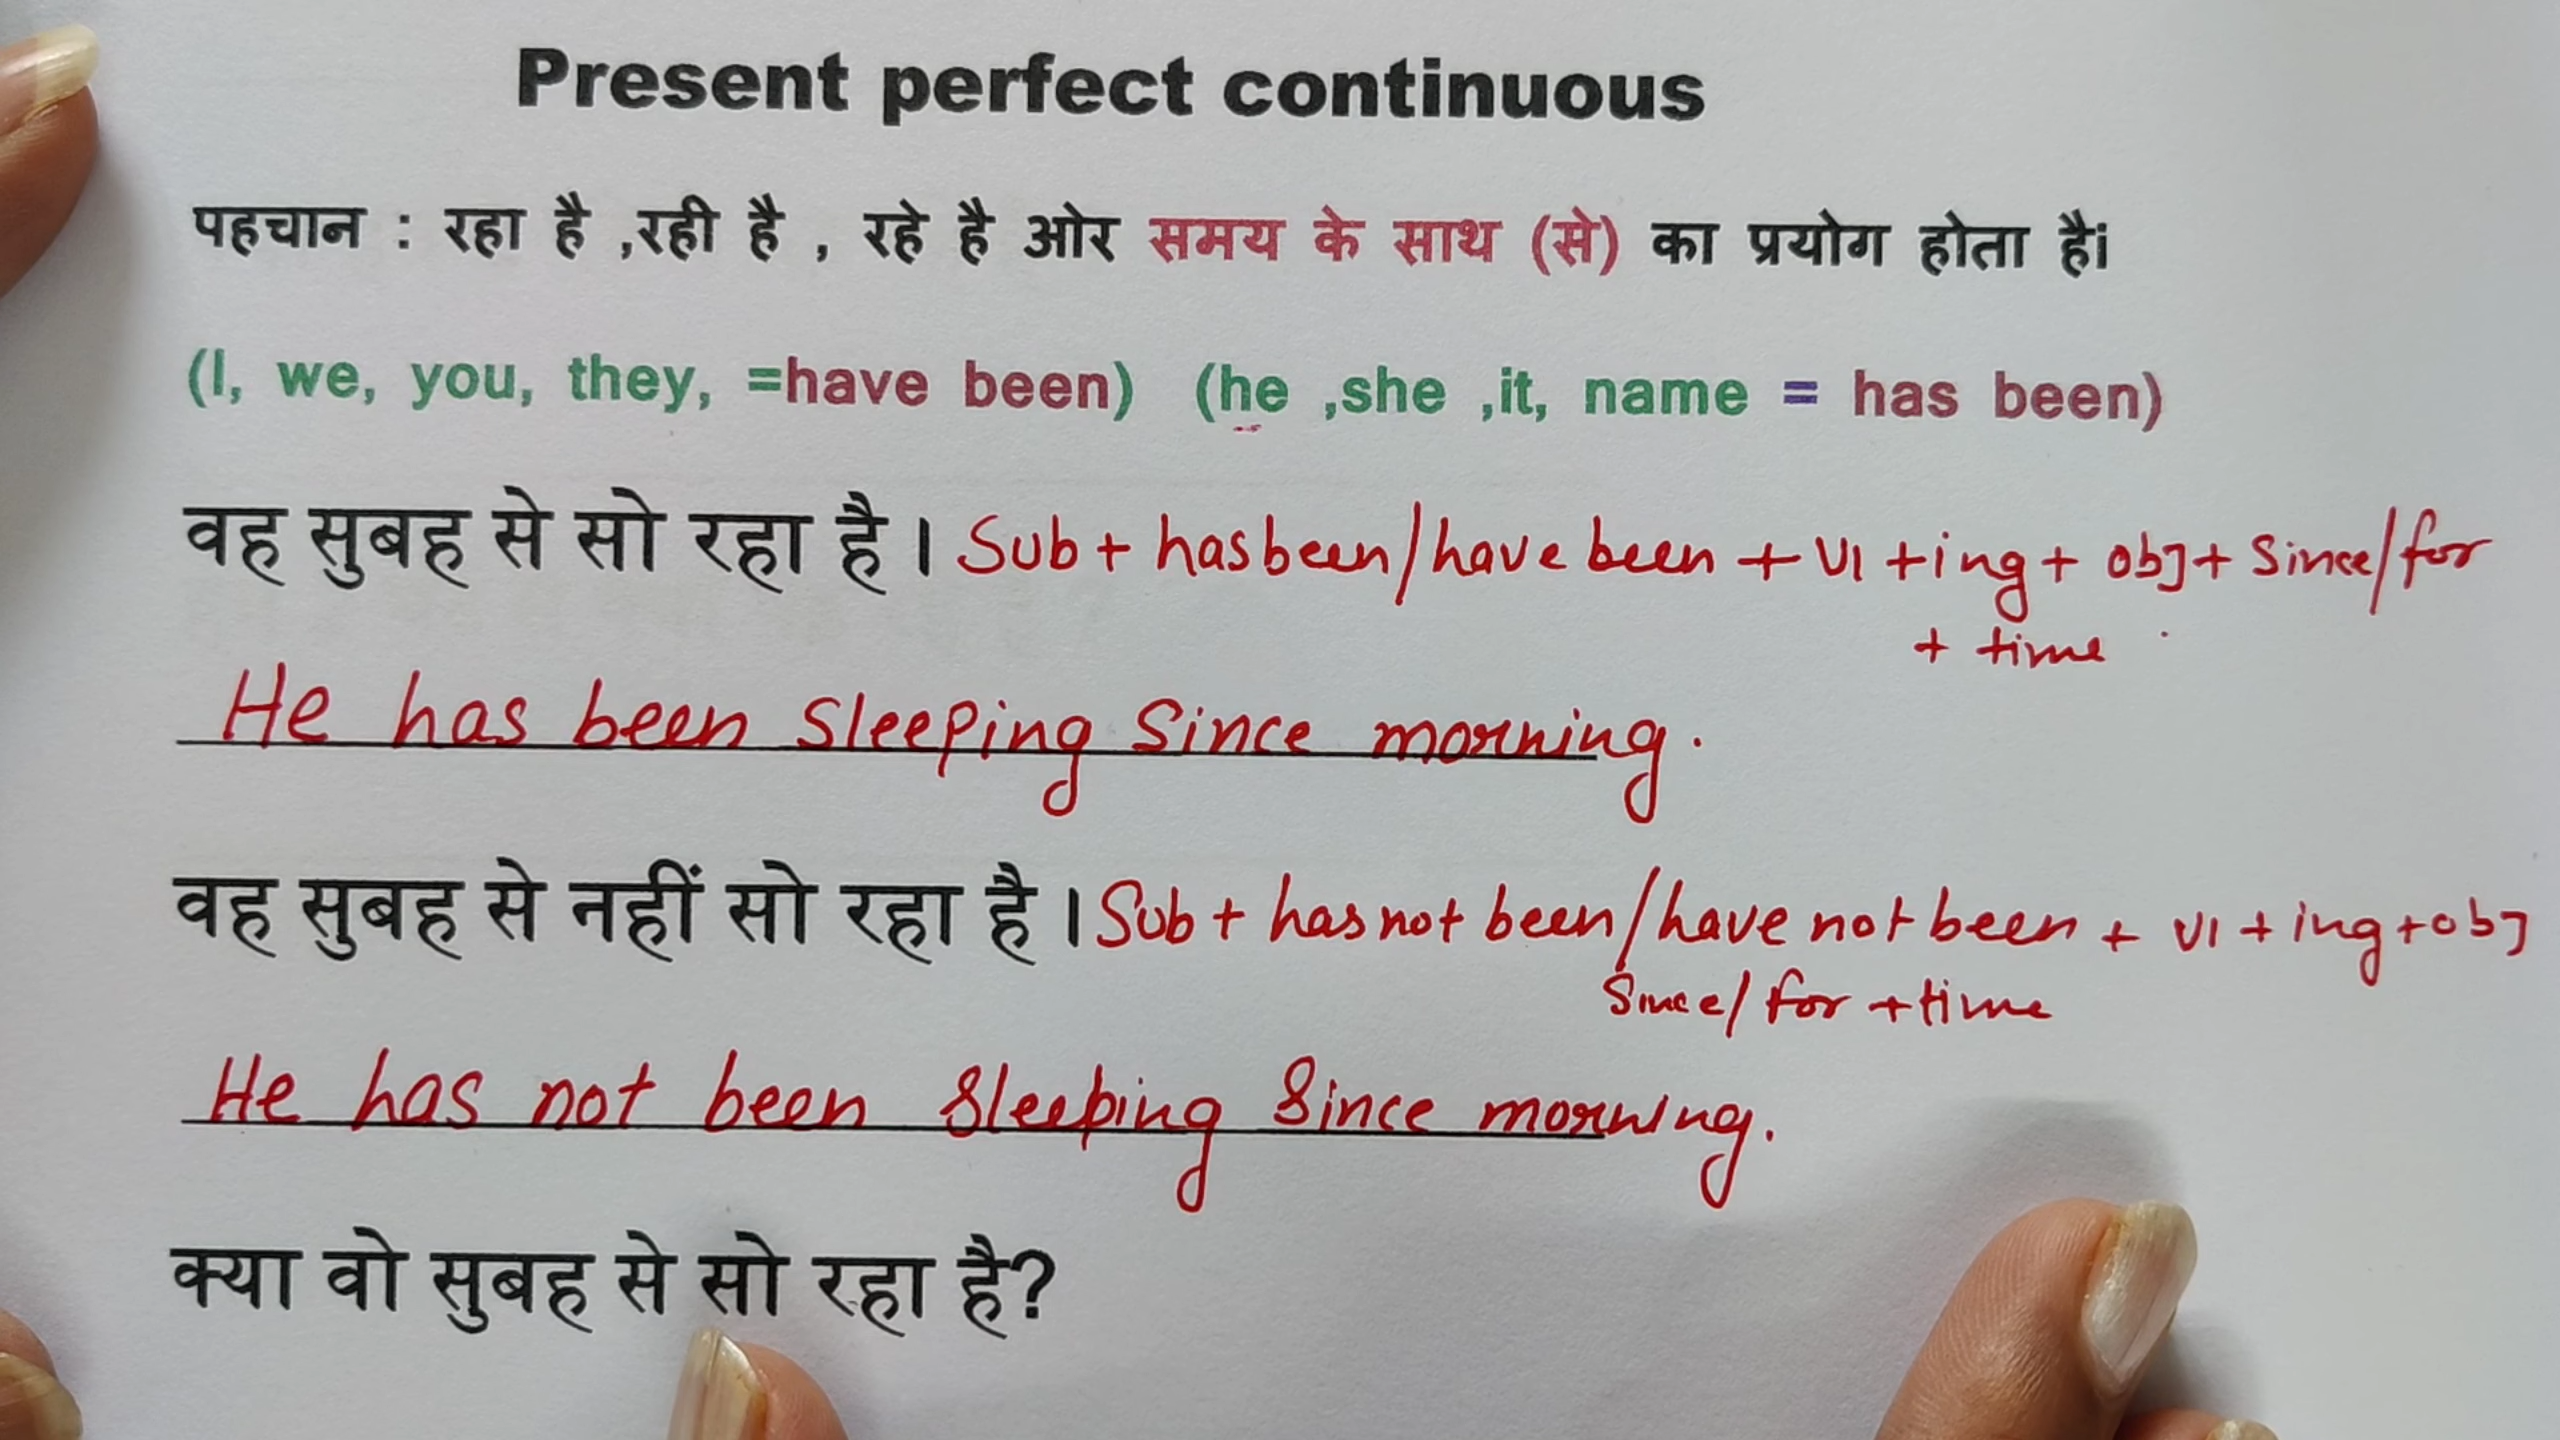 Present perfect continuous
पहचान : रहा है ,रही है , रहे है ओर समय के साथ (से) का प्रयोग होता हैi
(I, we, you, they, =have been) (he ,she ,it, name = has been)
वह सुबह से सो रहा है । Sub + has been/have been + V1 +ing + obj + Since/for
+ time
He has been Sleeping Since morning.
वह सुबह से नहीं सो रहा है । Sub + has not been/have not been + V1 + ing +obj
Since/for +time
He has not been Sleeping Since morning.
क्या वो सुबह से सो रहा है?